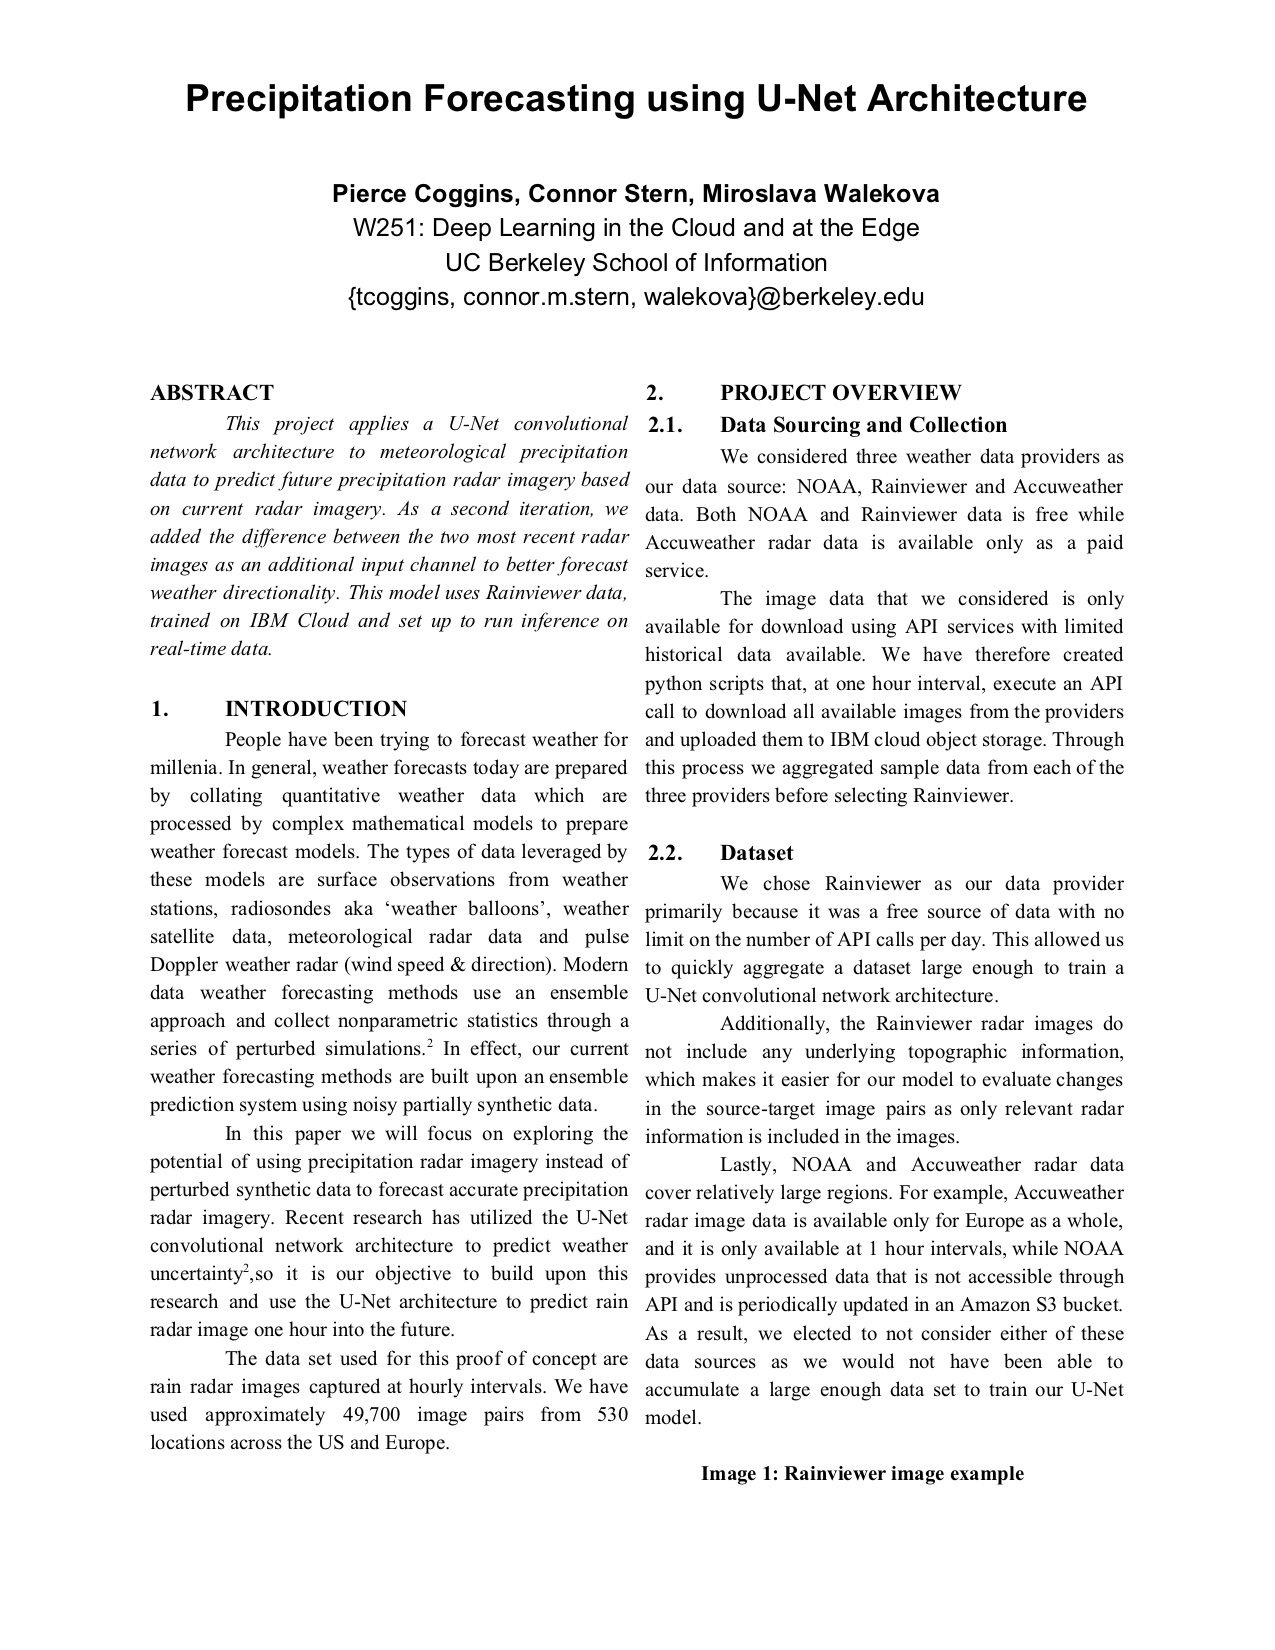 Precipitation Forecasting using U-Net Architecture
Pierce Coggins, Connor Stern, Miroslava Walekova
W251: Deep Learning in the Cloud and at the Edge
UC Berkeley School of Information
{tcoggins, connor.m.stern, walekova}@berkeley.edu
ABSTRACT
This project applies a U-Net convolutional
network architecture to meteorological precipitation
data to predict future precipitation radar imagery based
on current radar imagery. As a second iteration, we
added the difference between the two most recent radar
images as an additional input channel to better forecast
weather directionality. This model uses Rainviewer data,
trained on IBM Cloud and set up to run inference on
real-time data.
1. INTRODUCTION
People have been trying to forecast weather for
millenia. In general, weather forecasts today are prepared
by collating quantitative weather data which are
processed by complex mathematical models to prepare
weather forecast models. The types of data leveraged by
these models are surface observations from weather
stations, radiosondes aka ‘weather balloons’, weather
satellite data, meteorological radar data and pulse
Doppler weather radar (wind speed & direction). Modern
data weather forecasting methods use an ensemble
approach and collect nonparametric statistics through a
series of perturbed simulations.2 In effect, our current
weather forecasting methods are built upon an ensemble
prediction system using noisy partially synthetic data.
In this paper we will focus on exploring the
potential of using precipitation radar imagery instead of
perturbed synthetic data to forecast accurate precipitation
radar imagery. Recent research has utilized the U-Net
convolutional network architecture to predict weather
uncertainty2,so it is our objective to build upon this
research and use the U-Net architecture to predict rain
radar image one hour into the future.
The data set used for this proof of concept are
rain radar images captured at hourly intervals. We have
used approximately 49,700 image pairs from 530
locations across the US and Europe.
2. PROJECT OVERVIEW
2.1. Data Sourcing and Collection
We considered three weather data providers as
our data source: NOAA, Rainviewer and Accuweather
data. Both NOAA and Rainviewer data is free while
Accuweather radar data is available only as a paid
service.
The image data that we considered is only
available for download using API services with limited
historical data available. We have therefore created
python scripts that, at one hour interval, execute an API
call to download all available images from the providers
and uploaded them to IBM cloud object storage. Through
this process we aggregated sample data from each of the
three providers before selecting Rainviewer.
2.2. Dataset
We chose Rainviewer as our data provider
primarily because it was a free source of data with no
limit on the number of API calls per day. This allowed us
to quickly aggregate a dataset large enough to train a
U-Net convolutional network architecture.
Additionally, the Rainviewer radar images do
not include any underlying topographic information,
which makes it easier for our model to evaluate changes
in the source-target image pairs as only relevant radar
information is included in the images.
Lastly, NOAA and Accuweather radar data
cover relatively large regions. For example, Accuweather
radar image data is available only for Europe as a whole,
and it is only available at 1 hour intervals, while NOAA
provides unprocessed data that is not accessible through
API and is periodically updated in an Amazon S3 bucket.
As a result, we elected to not consider either of these
data sources as we would not have been able to
accumulate a large enough data set to train our U-Net
model.
Image 1: Rainviewer image example